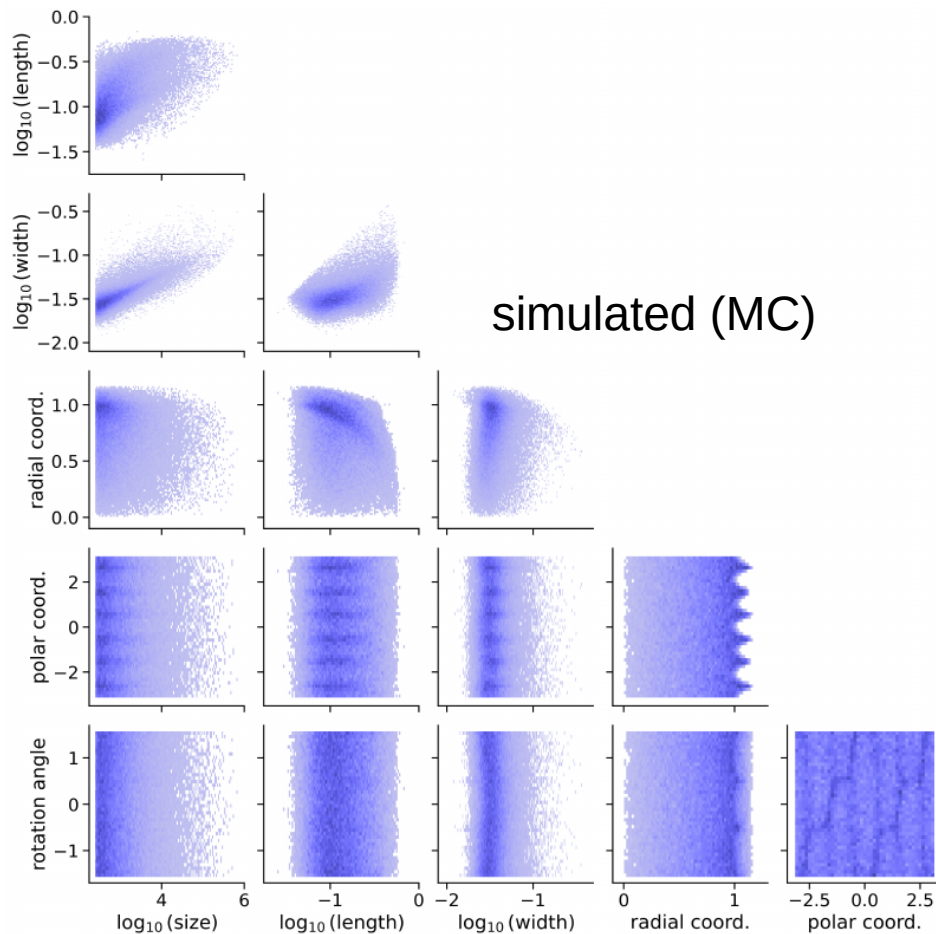 0.0
−0.5
−1.0
−1.5
log₁₀(length)
−0.5
−1.0
−1.5
−2.0
log₁₀(width)
simulated (MC)
1.0
0.5
0.0
radial coord.
2
0
−2
polar coord.
1
0
−1
rotation angle
4 6 −1 0 −2 −1 0 1 −2.5 0.0 2.5
log₁₀(size) log₁₀(length) log₁₀(width) radial coord. polar coord.